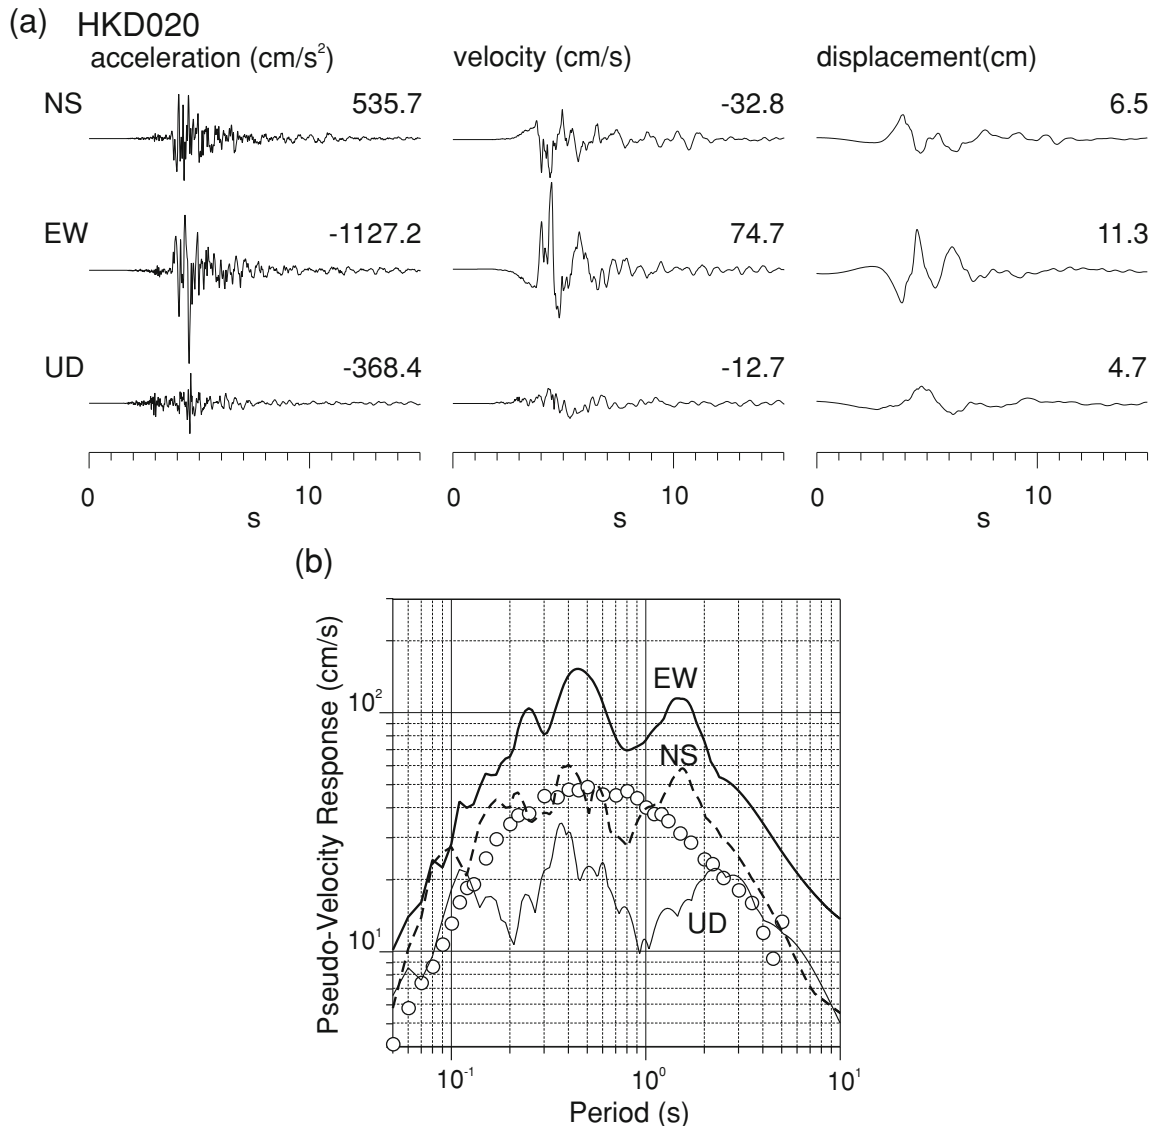 (a) HKD020
acceleration (cm/s²) velocity (cm/s) displacement(cm)
NS 535.7 -32.8 6.5
EW -1127.2 74.7 11.3
UD -368.4 -12.7 4.7
0 10 0 10 0 10
s s s
(b)
Pseudo-Velocity Response (cm/s)
10²
10¹
EW
NS
UD
10⁻¹ 10⁰ 10¹
Period (s)